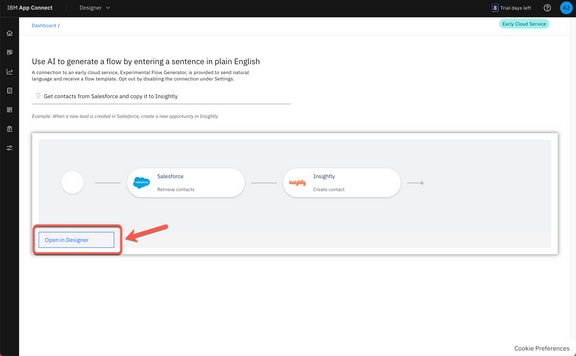 IBM App Connect
Designer
8 Trial days left
AZ
Dashboard /
Early Cloud Service
Use AI to generate a flow by entering a sentence in plain English
A connection to an early cloud service, Experimental Flow Generator, is provided to send natural
language and receive a flow template. Opt out by disabling the connection under Settings.
Get contacts from Salesforce and copy it to Insightly
Example: When a new lead is created in Salesforce, create a new opportunity in Insightly.
Salesforce
Retrieve contacts
insightly
Insightly
Create contact
Open in Designer
Cookie Preferences